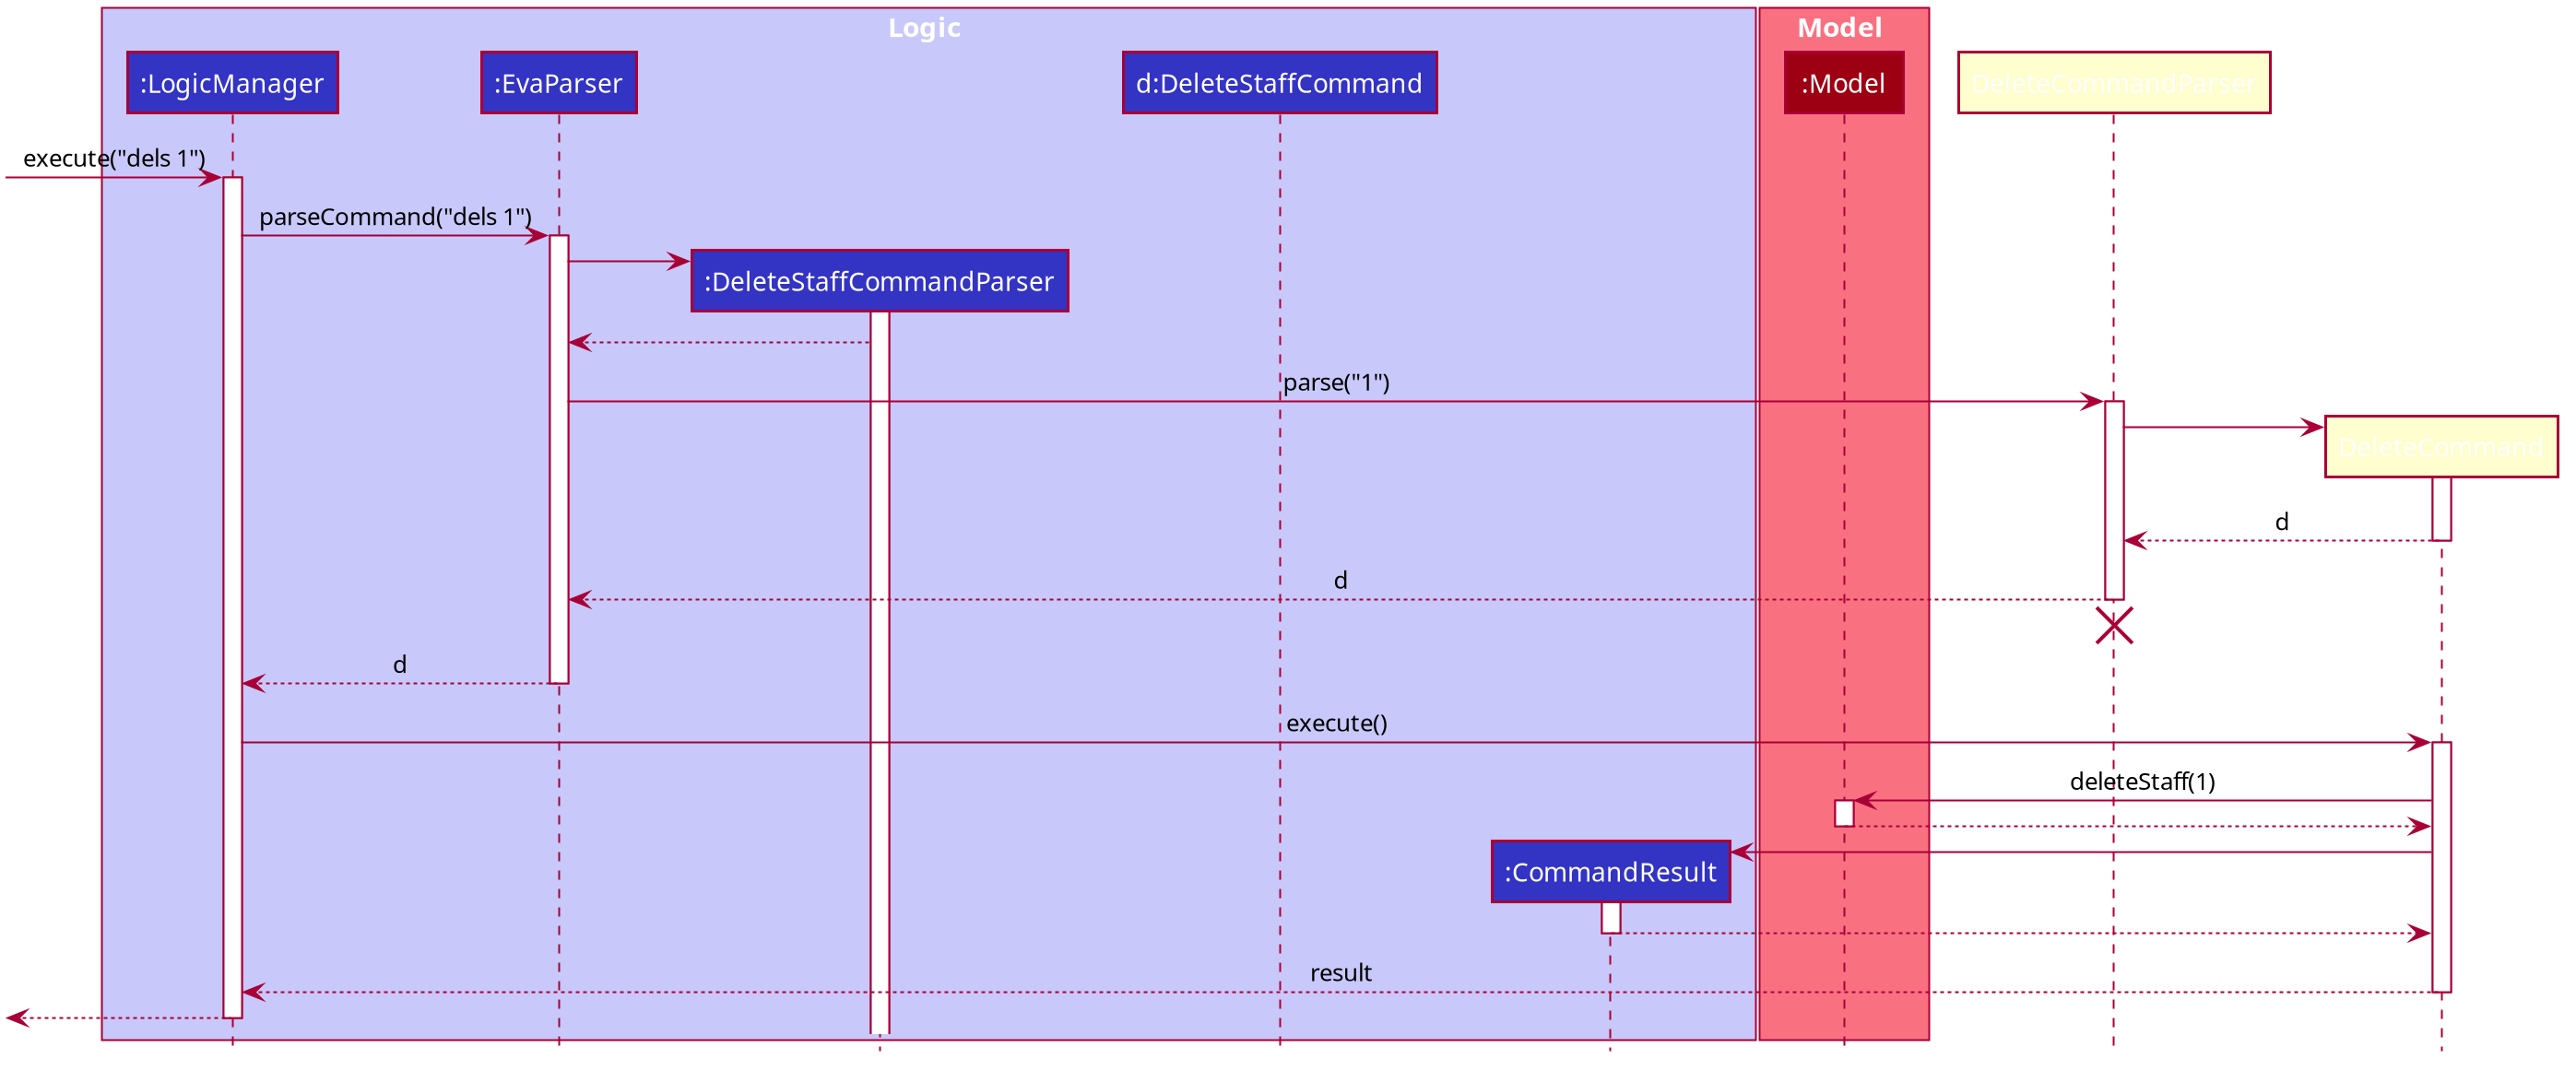 Logic
Model
:LogicManager
:EvaParser
d:DeleteStaffCommand
:Model
DeleteCommandParser
execute("dels 1")
parseCommand("dels 1")
:DeleteStaffCommandParser
parse("1")
DeleteCommand
d
d
d
execute()
deleteStaff(1)
:CommandResult
result